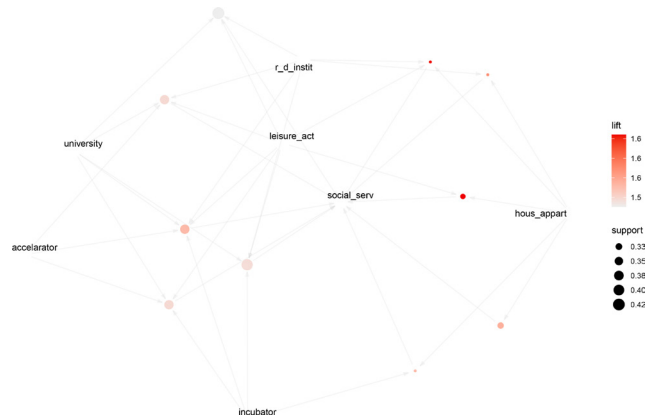 r_d_instit
leisure_act
university
social_serv
hous_appart
accelarator
incubator
lift
1.6
1.6
1.6
1.5
support
0.33
0.35
0.38
0.40
0.42